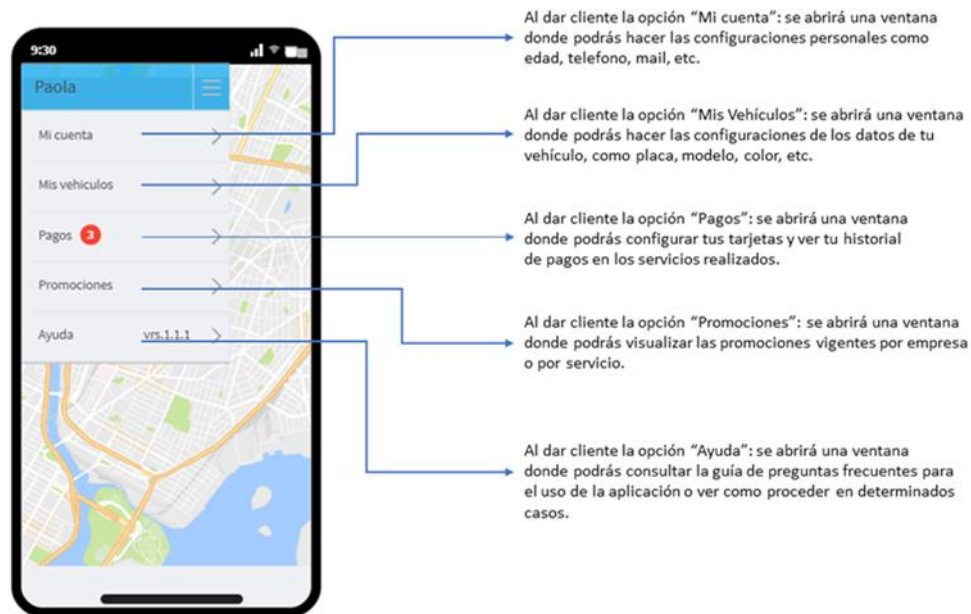 9:30
Paola
Mi cuenta
Mis vehiculos
Pagos 3
Promociones
Ayuda vrs.1.1.1
Al dar cliente la opción “Mi cuenta”: se abrirá una ventana
donde podrás hacer las configuraciones personales como
edad, telefono, mail, etc.
Al dar cliente la opción “Mis Vehículos”: se abrirá una ventana
donde podrás hacer las configuraciones de los datos de tu
vehículo, como placa, modelo, color, etc.
Al dar cliente la opción “Pagos”: se abrirá una ventana
donde podrás configurar tus tarjetas y ver tu historial
de pagos en los servicios realizados.
Al dar cliente la opción “Promociones”: se abrirá una ventana
donde podrás visualizar las promociones vigentes por empresa
o por servicio.
Al dar cliente la opción “Ayuda”: se abrirá una ventana
donde podrás consultar la guía de preguntas frecuentes para
el uso de la aplicación o ver como proceder en determinados
casos.